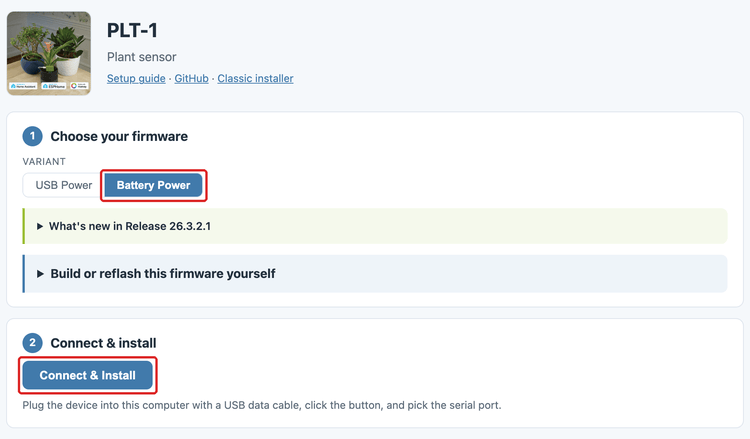 PLT-1
Plant sensor
Setup guide · GitHub · Classic installer
1 Choose your firmware
VARIANT
USB Power Battery Power
▶ What's new in Release 26.3.2.1
▶ Build or reflash this firmware yourself
2 Connect & install
Connect & Install
Plug the device into this computer with a USB data cable, click the button, and pick the serial port.